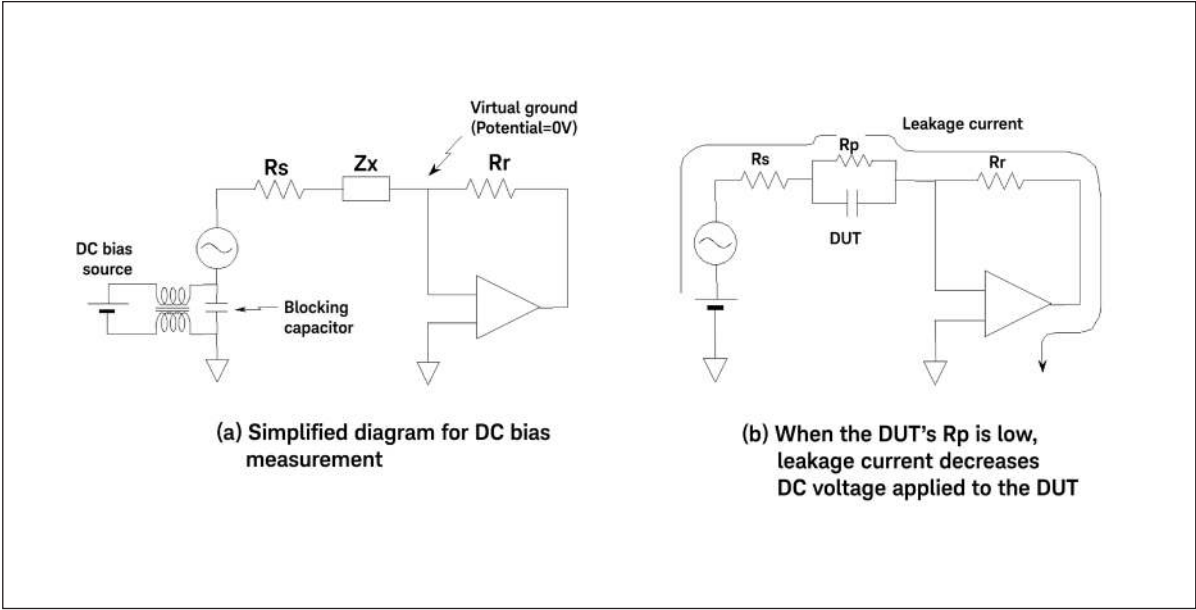 Virtual ground
(Potential=0V)
Rs
Zx
Rr
DC bias
source
Blocking
capacitor
(a) Simplified diagram for DC bias
measurement
Leakage current
Rs
Rp
Rr
DUT
(b) When the DUT’s Rp is low,
leakage current decreases
DC voltage applied to the DUT